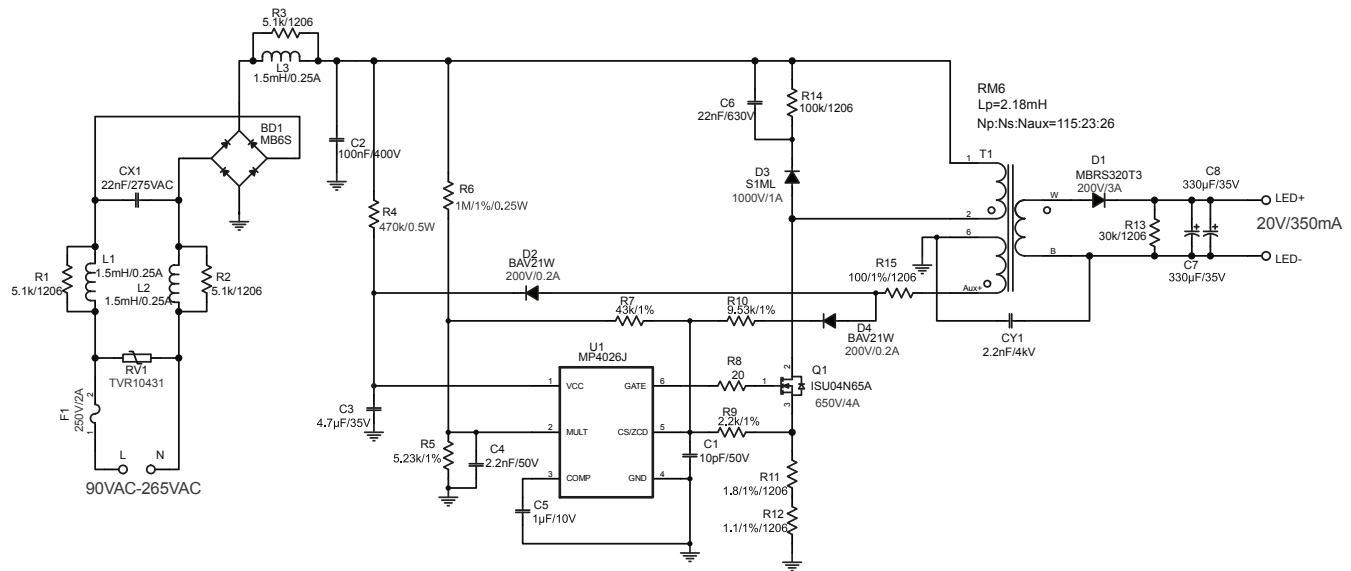 R3
5.1k/1206
L3
1.5mH/0.25A
BD1
MB6S
CX1
22nF/275VAC
C2
100nF/400V
R1
5.1k/1206
L1
1.5mH/0.25A
L2
1.5mH/0.25A
R2
5.1k/1206
RV1
TVR10431
F1
250V/2A
2
1
L
N
90VAC-265VAC
R4
470k/0.5W
R6
1M/1%/0.25W
C3
4.7µF/35V
R5
5.23k/1%
C4
2.2nF/50V
C5
1µF/10V
D2
BAV21W
200V/0.2A
R7
43k/1%
R10
9.53k/1%
D4
BAV21W
200V/0.2A
R15
100/1%/1206
U1
MP4026J
1
VCC
GATE
6
2
MULT
CS/ZCD
5
3
COMP
GND
4
R8
20
R9
2.2k/1%
C1
10pF/50V
Q1
ISU04N65A
650V/4A
1
2
3
R11
1.8/1%/1206
R12
1.1/1%/1206
C6
22nF/630V
R14
100k/1206
D3
S1ML
1000V/1A
RM6
Lp=2.18mH
Np:Ns:Naux=115:23:26
T1
1
2
6
Aux+
W
B
CY1
2.2nF/4kV
D1
MBRS320T3
200V/3A
R13
30k/1206
C8
330µF/35V
C7
330µF/35V
LED+
20V/350mA
LED-